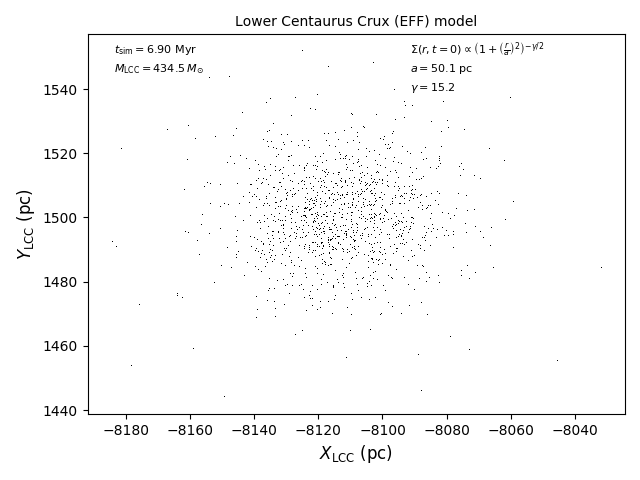 Lower Centaurus Crux (EFF) model
t_sim = 6.90 Myr
M_LCC = 434.5 M_⊙
Σ(r, t = 0) ∝ (1 + (r/a)^2)^−γ/2
a = 50.1 pc
γ = 15.2
Y_LCC (pc)
1540
1520
1500
1480
1460
1440
−8180 −8160 −8140 −8120 −8100 −8080 −8060 −8040
X_LCC (pc)